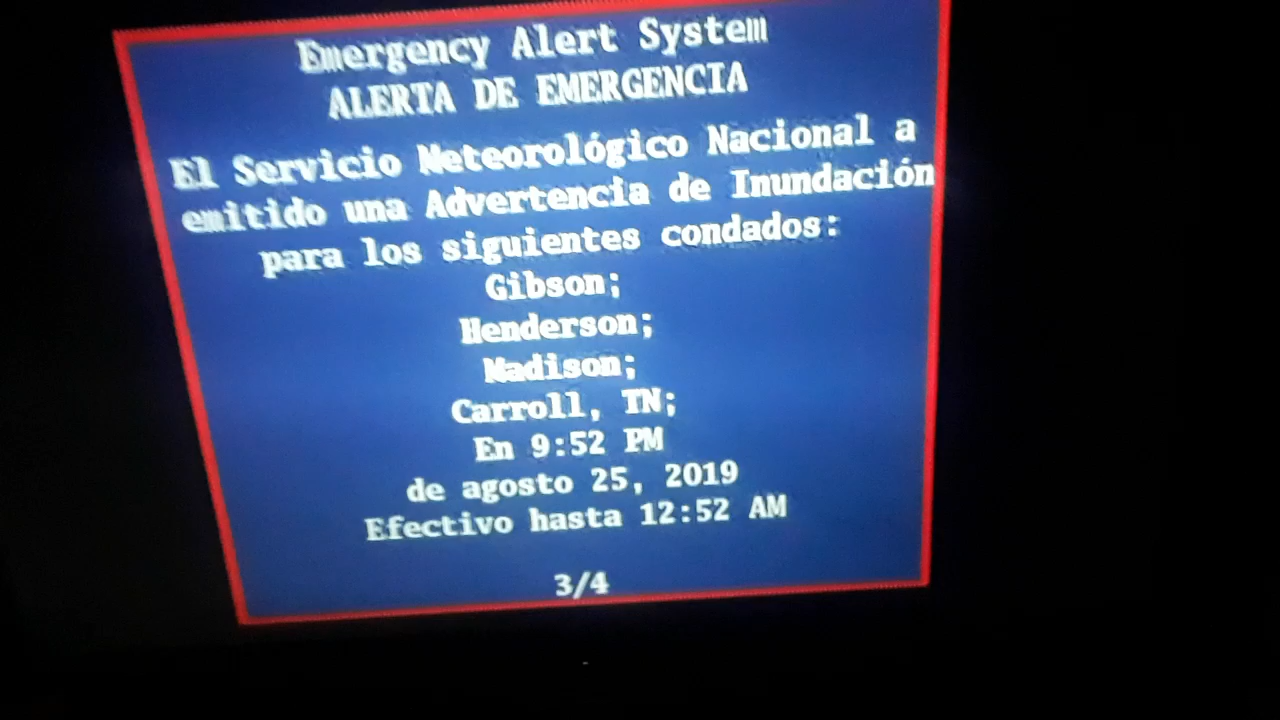 Emergency Alert System
ALERTA DE EMERGENCIA
El Servicio Meteorológico Nacional a
emitido una Advertencia de Inundación
para los siguientes condados:
Gibson;
Henderson;
Madison;
Carroll, TN;
En 9:52 PM
de agosto 25, 2019
Efectivo hasta 12:52 AM
3/4